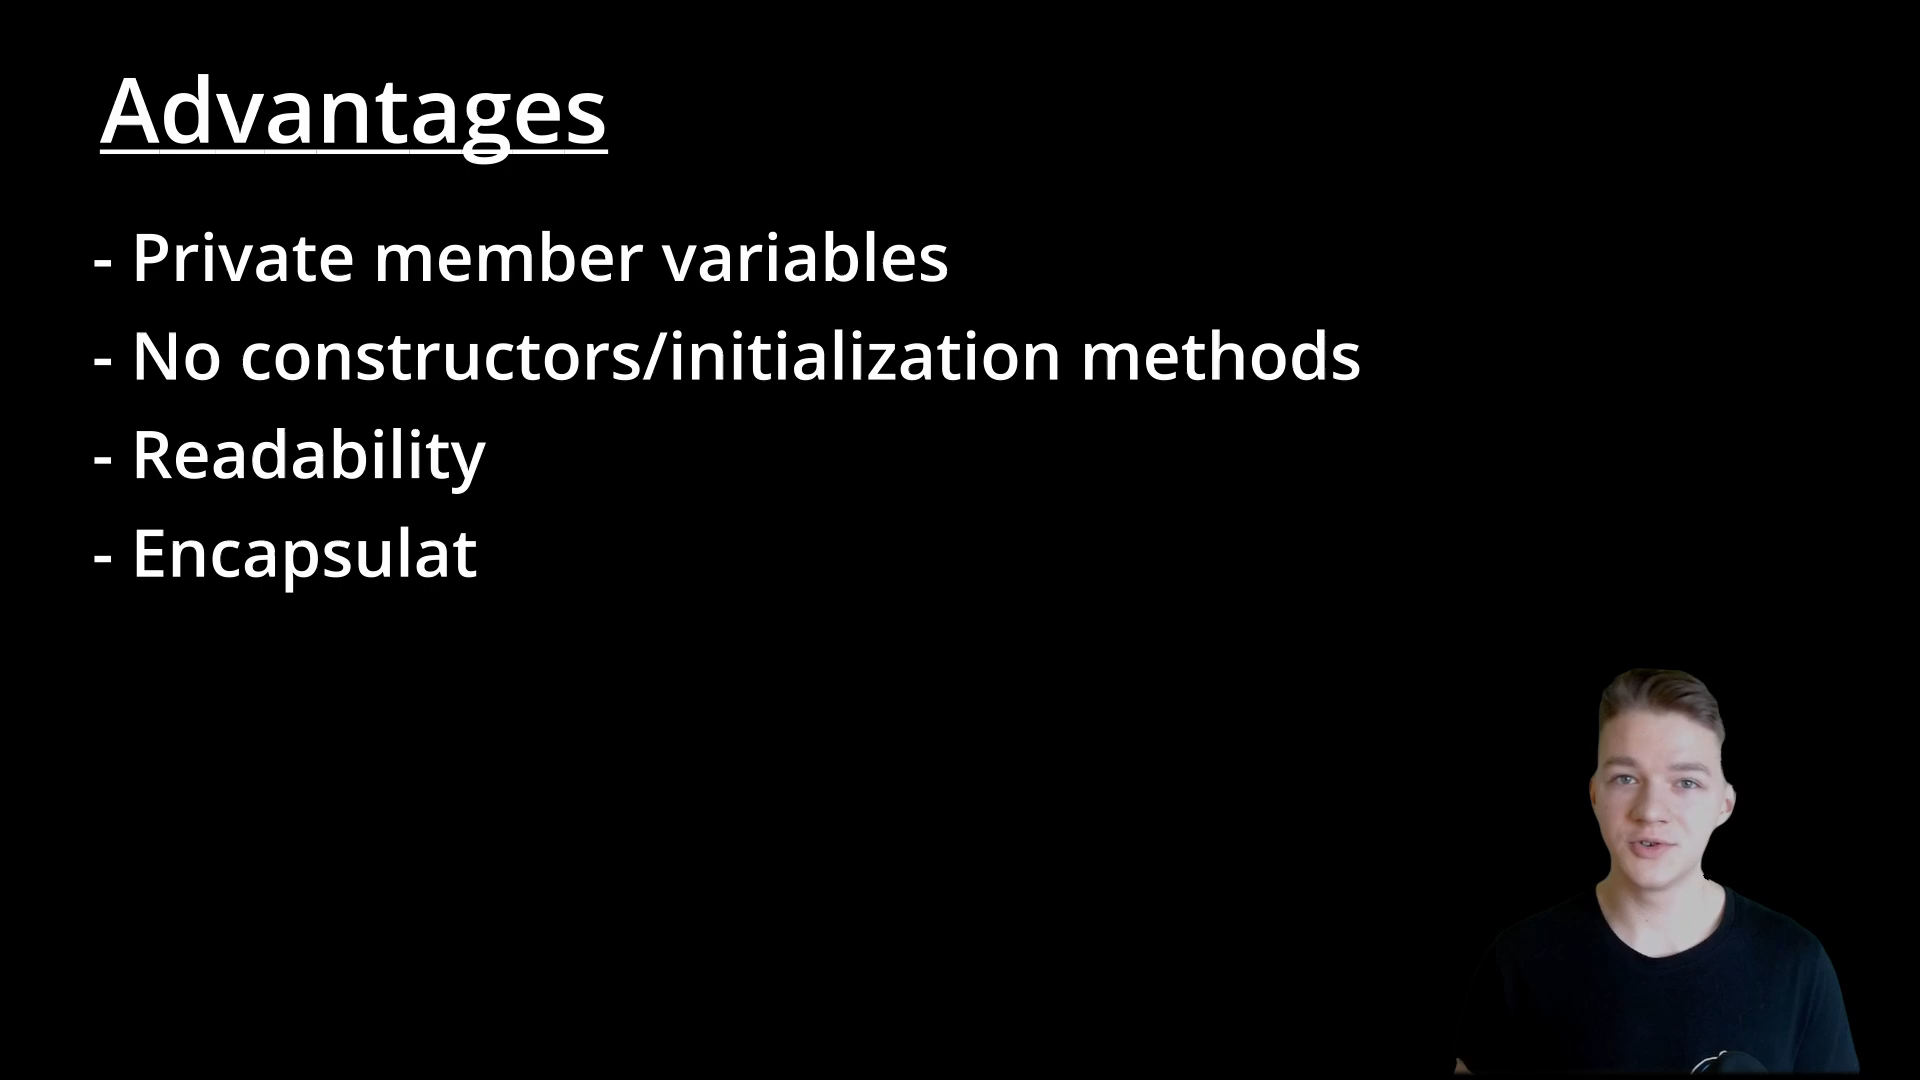 Advantages
- Private member variables
- No constructors/initialization methods
- Readability
- Encapsulat